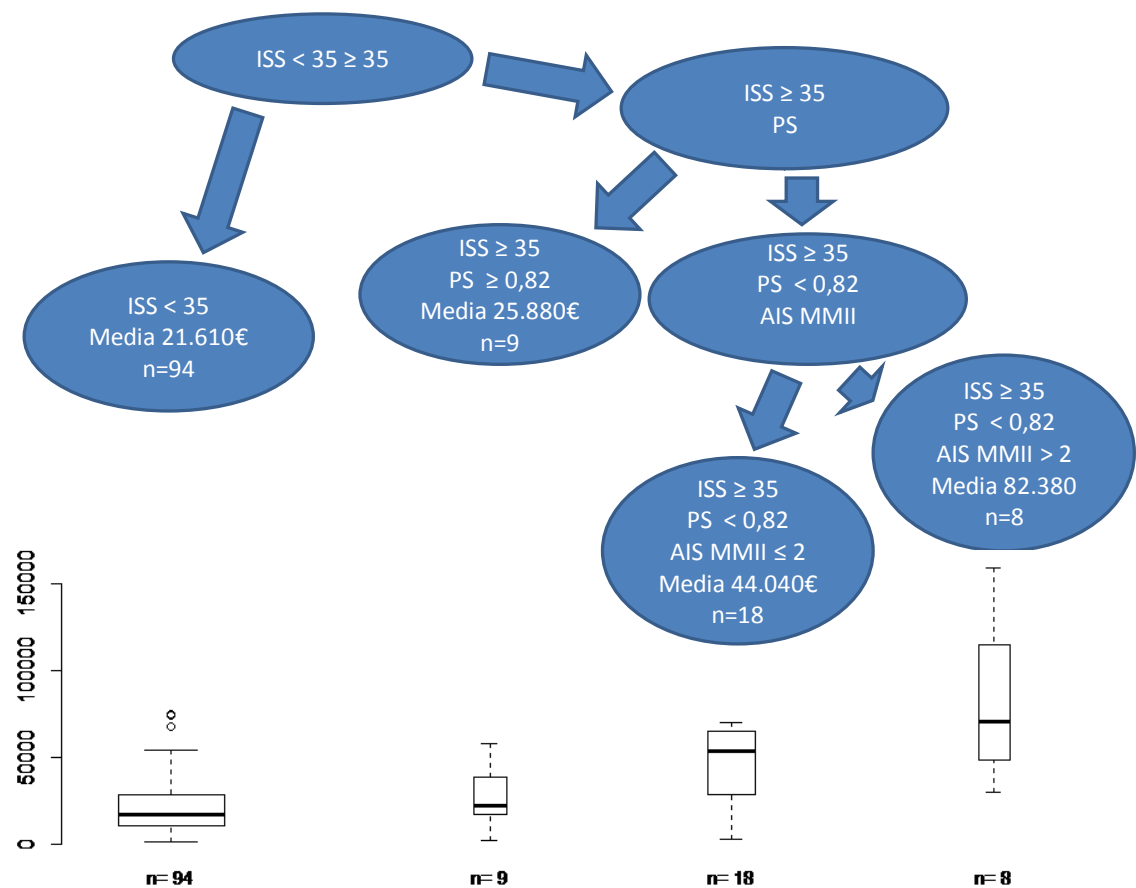 ISS < 35 ≥ 35
ISS ≥ 35
PS
ISS < 35
Media 21.610€
n=94
ISS ≥ 35
PS ≥ 0,82
Media 25.880€
n=9
ISS ≥ 35
PS < 0,82
AIS MMII
ISS ≥ 35
PS < 0,82
AIS MMII ≤ 2
Media 44.040€
n=18
ISS ≥ 35
PS < 0,82
AIS MMII > 2
Media 82.380
n=8
150000
100000
50000
0
n= 94
n= 9
n= 18
n= 8